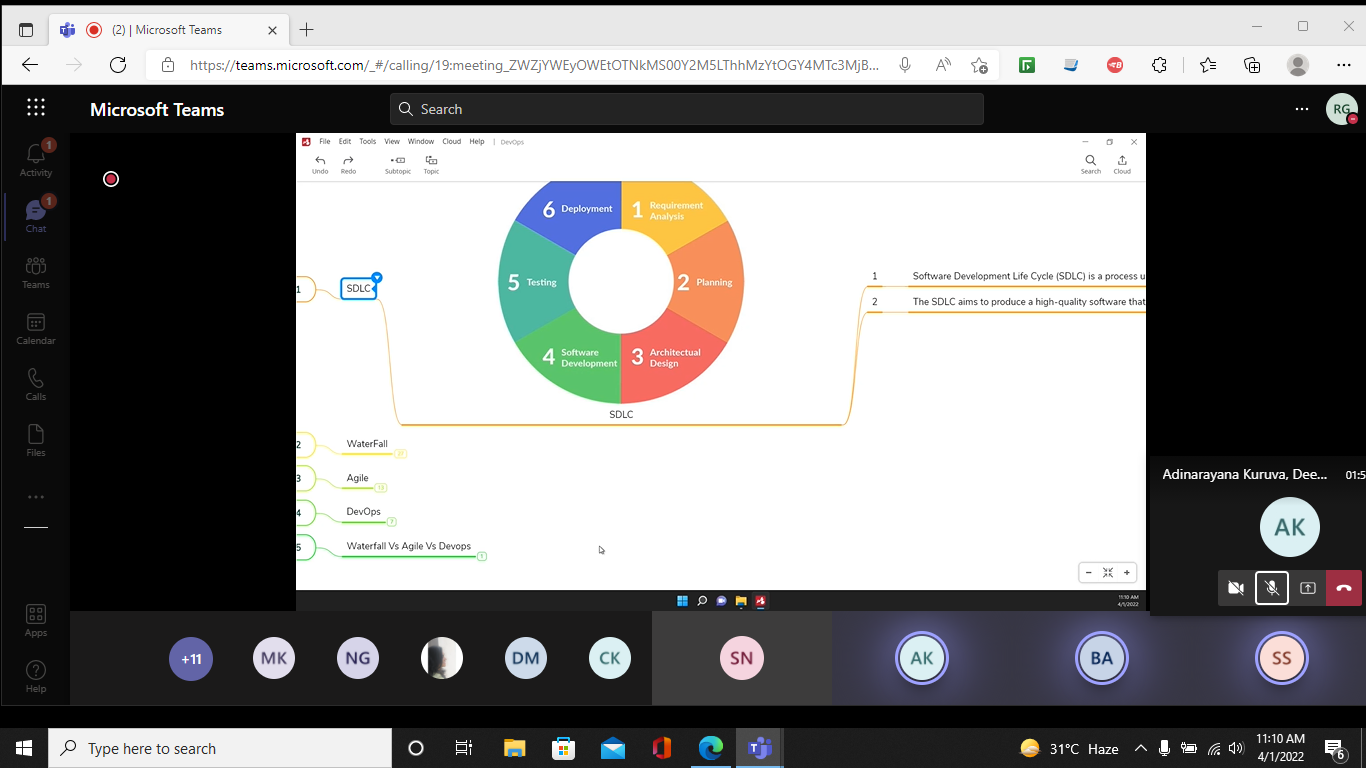 (2) | Microsoft Teams
https://teams.microsoft.com/_#/calling/19:meeting_ZWZjYWEyOWEtOTNkMS00Y2M5LThhMzYtOGY4MTc3MjB...
Microsoft Teams
Search
RG
Activity
1
Chat
1
Teams
Calendar
Calls
Files
Apps
Help
File Edit Tools View Window Cloud Help | DevOps
Undo Redo Subtopic Topic
Search Cloud
6 Deployment
1 Requirement
Analysis
5 Testing
2 Planning
4 Software
Development
3 Architectual
Design
SDLC
1 SDLC
1 Software Development Life Cycle (SDLC) is a process u
2 The SDLC aims to produce a high-quality software that
2 WaterFall
3 Agile
4 DevOps
7
5 Waterfall Vs Agile Vs Devops
11:10 AM
4/1/2022
Adinarayana Kuruva, Dee... 01:5
AK
+11 MK NG DM CK SN AK BA SS
Type here to search
31°C Haze
11:10 AM
4/1/2022
6